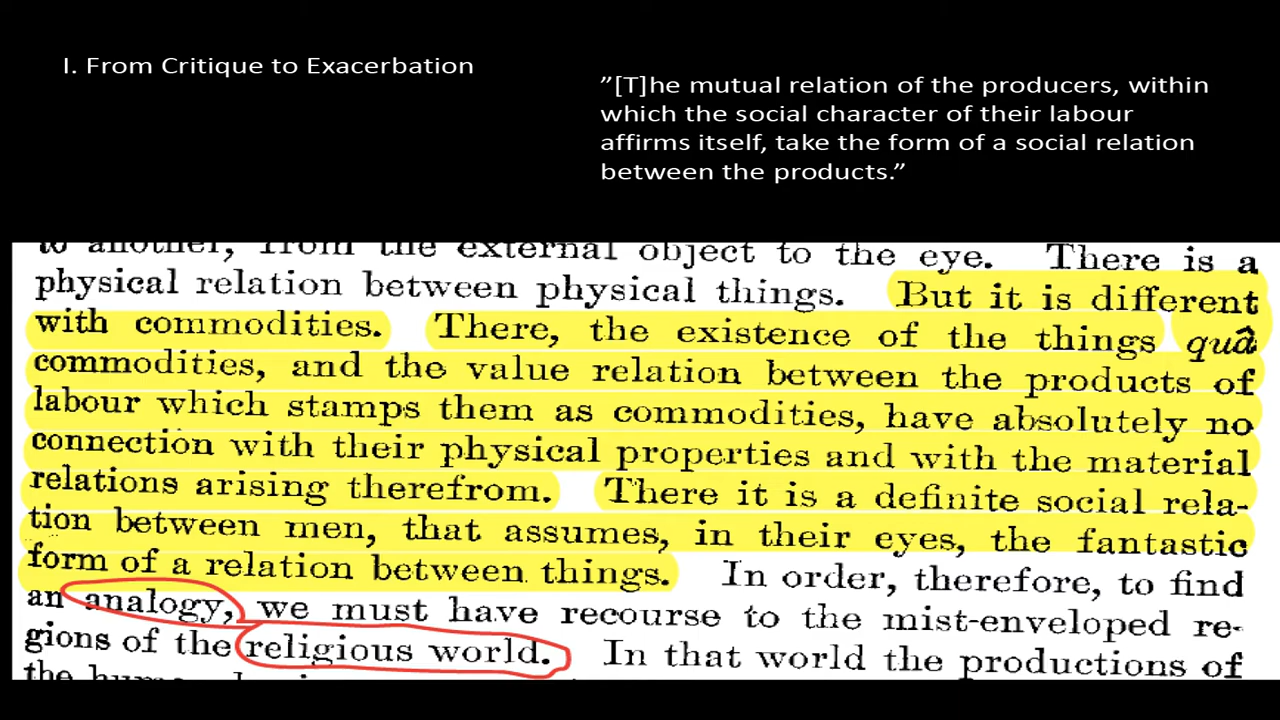 I. From Critique to Exacerbation
”[T]he mutual relation of the producers, within
which the social character of their labour
affirms itself, take the form of a social relation
between the products.”
to another, from the external object to the eye. There is a
physical relation between physical things. But it is different
with commodities. There, the existence of the things quâ
commodities, and the value relation between the products of
labour which stamps them as commodities, have absolutely no
connection with their physical properties and with the material
relations arising therefrom. There it is a definite social rela-
tion between men, that assumes, in their eyes, the fantastic
form of a relation between things. In order, therefore, to find
an analogy, we must have recourse to the mist-enveloped re-
gions of the religious world. In that world the productions of
the human